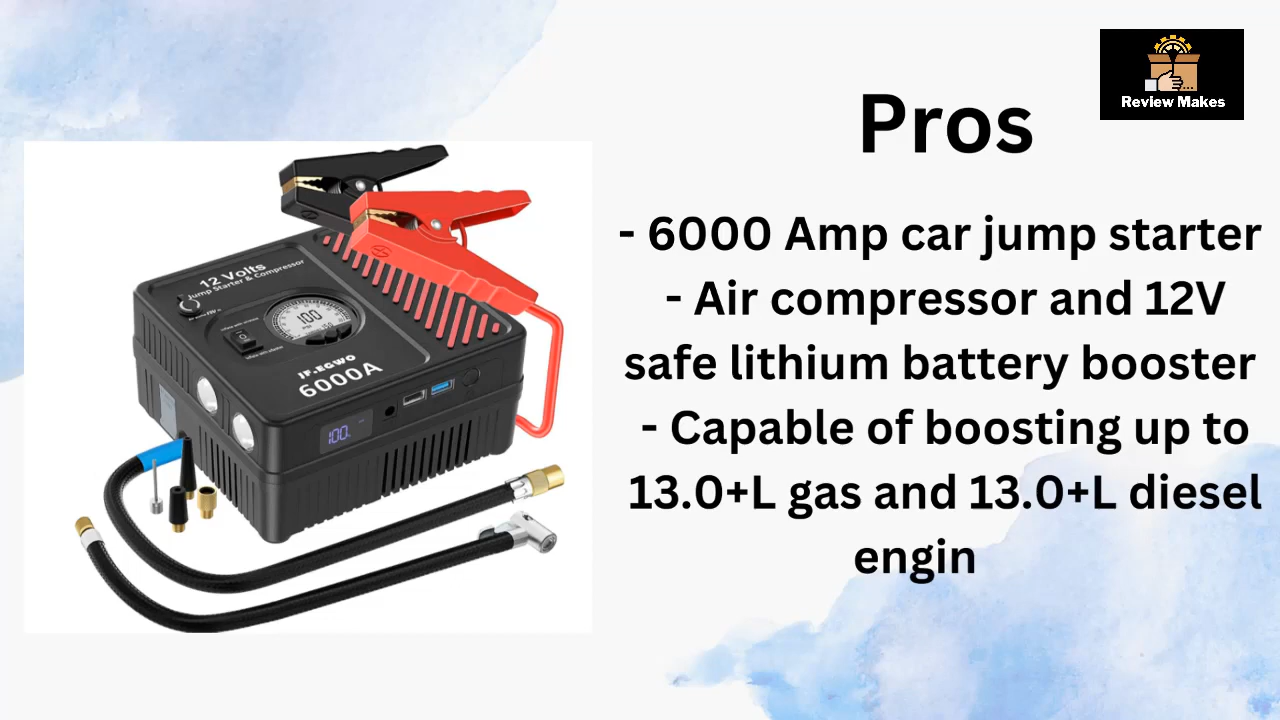 Review Makes
Pros
- 6000 Amp car jump starter
- Air compressor and 12V
safe lithium battery booster
- Capable of boosting up to
13.0+L gas and 13.0+L diesel
engin
12 Volts
Jump Starter & Compressor
100
IF.EGWO
6000A
100.